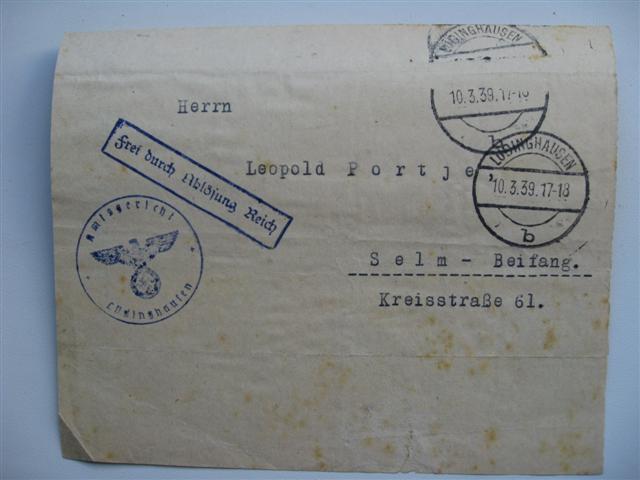 LÜDINGHAUSEN
10.3.39.17-18
b
Herrn
Frei durch Ablösung Reich
Leopold Portje,
LÜDINGHAUSEN
10.3.39.17-18
b
Amtsgericht
Lüdinghausen
Selm - Beifang.
Kreisstraße 61.